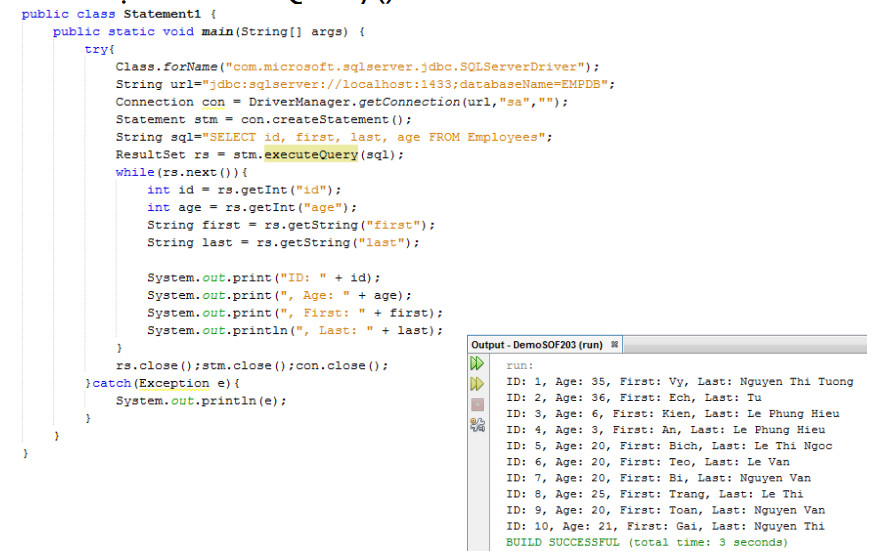 public class Statement1 {
public static void main(String[] args) {
try{
Class.forName("com.microsoft.sqlserver.jdbc.SQLServerDriver");
String url="jdbc:sqlserver://localhost:1433;databaseName=EMPDB";
Connection con = DriverManager.getConnection(url,"sa","");
Statement stm = con.createStatement();
String sql="SELECT id, first, last, age FROM Employees";
ResultSet rs = stm.executeQuery(sql);
while(rs.next()){
int id = rs.getInt("id");
int age = rs.getInt("age");
String first = rs.getString("first");
String last = rs.getString("last");
System.out.print("ID: " + id);
System.out.print(", Age: " + age);
System.out.print(", First: " + first);
System.out.println(", Last: " + last);
}
rs.close();stm.close();con.close();
}catch(Exception e){
System.out.println(e);
}
}
}
Output - DemoSOF203 (run)
run:
ID: 1, Age: 35, First: Vy, Last: Nguyen Thi Tuong
ID: 2, Age: 36, First: Ech, Last: Tu
ID: 3, Age: 6, First: Kien, Last: Le Phung Hieu
ID: 4, Age: 3, First: An, Last: Le Phung Hieu
ID: 5, Age: 20, First: Bich, Last: Le Thi Ngoc
ID: 6, Age: 20, First: Teo, Last: Le Van
ID: 7, Age: 20, First: Bi, Last: Nguyen Van
ID: 8, Age: 25, First: Trang, Last: Le Thi
ID: 9, Age: 20, First: Toan, Last: Nguyen Van
ID: 10, Age: 21, First: Gai, Last: Nguyen Thi
BUILD SUCCESSFUL (total time: 3 seconds)